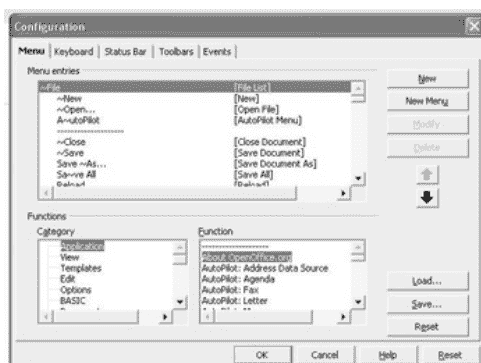 Configuration
Menu Keyboard Status Bar Toolbars Events
Menu entries
~File [File List]
~New [New]
~Open... [Open File]
A~utoPilot [AutoPilot Menu]
--------------------
~Close [Close Document]
~Save [Save Document]
Save ~As... [Save Document As]
Sa~ve All [Save All]
Reload [Reload]
New
New Menu
Modify
Delete
Functions
Category
Application
View
Templates
Edit
Options
BASIC
Function
--------------------
About OpenOffice.org
AutoPilot: Address Data Source
AutoPilot: Agenda
AutoPilot: Fax
AutoPilot: Letter
Load...
Save...
Reset
OK Cancel Help Reset